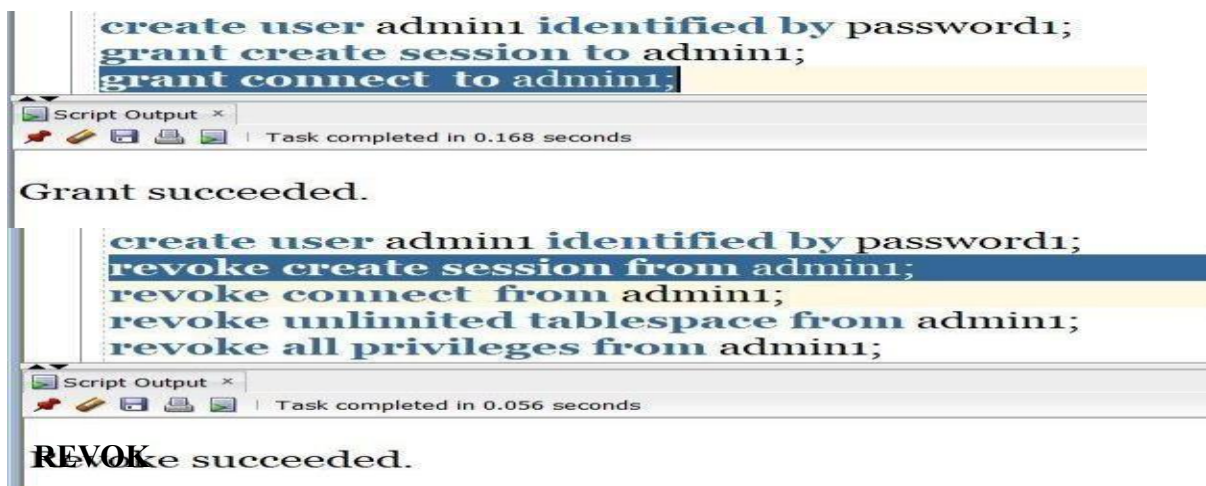 create user admin1 identified by password1;
grant create session to admin1;
grant connect to admin1;
Script Output ×
Task completed in 0.168 seconds
Grant succeeded.
create user admin1 identified by password1;
revoke create session from admin1;
revoke connect from admin1;
revoke unlimited tablespace from admin1;
revoke all privileges from admin1;
Script Output ×
Task completed in 0.056 seconds
REVOK
Revoke succeeded.